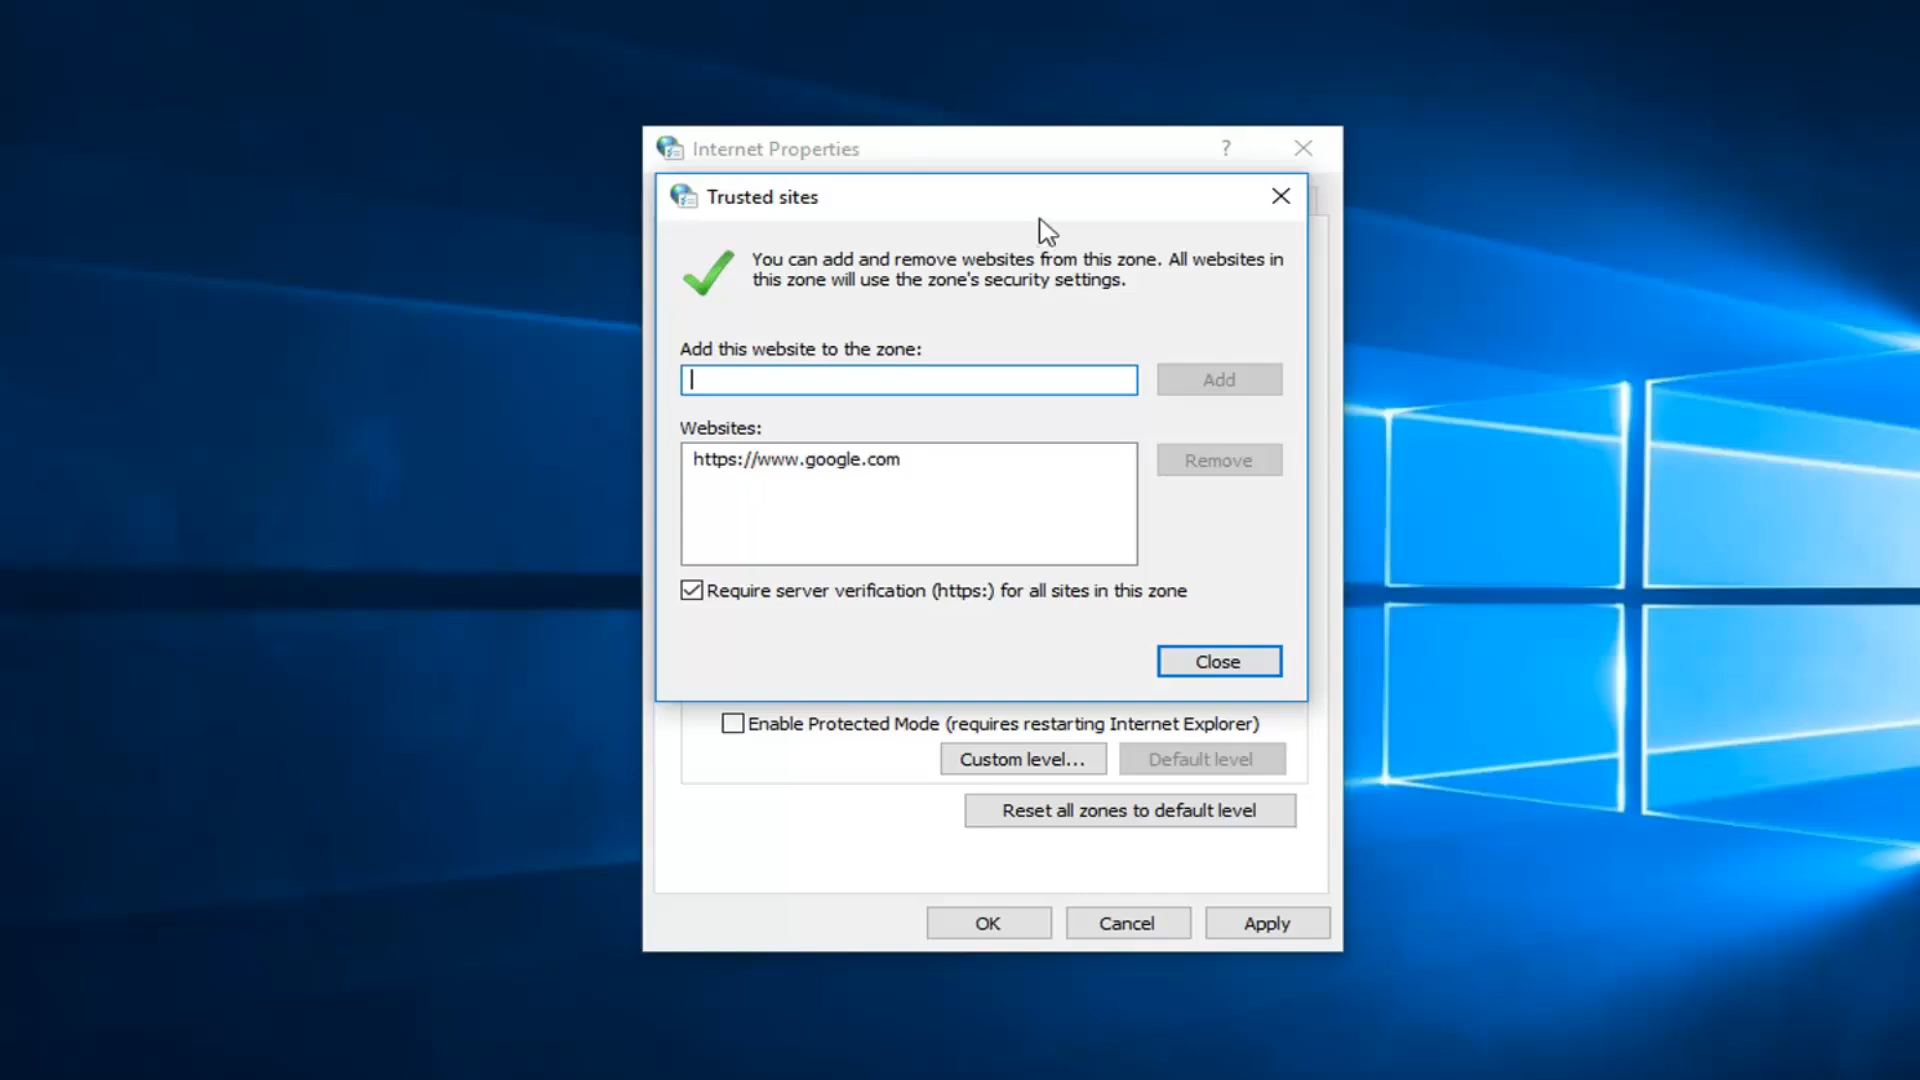 Internet Properties
?
Trusted sites
You can add and remove websites from this zone. All websites in
this zone will use the zone's security settings.
Add this website to the zone:
Add
Websites:
https://www.google.com
Remove
Require server verification (https:) for all sites in this zone
Close
Enable Protected Mode (requires restarting Internet Explorer)
Custom level...
Default level
Reset all zones to default level
OK
Cancel
Apply